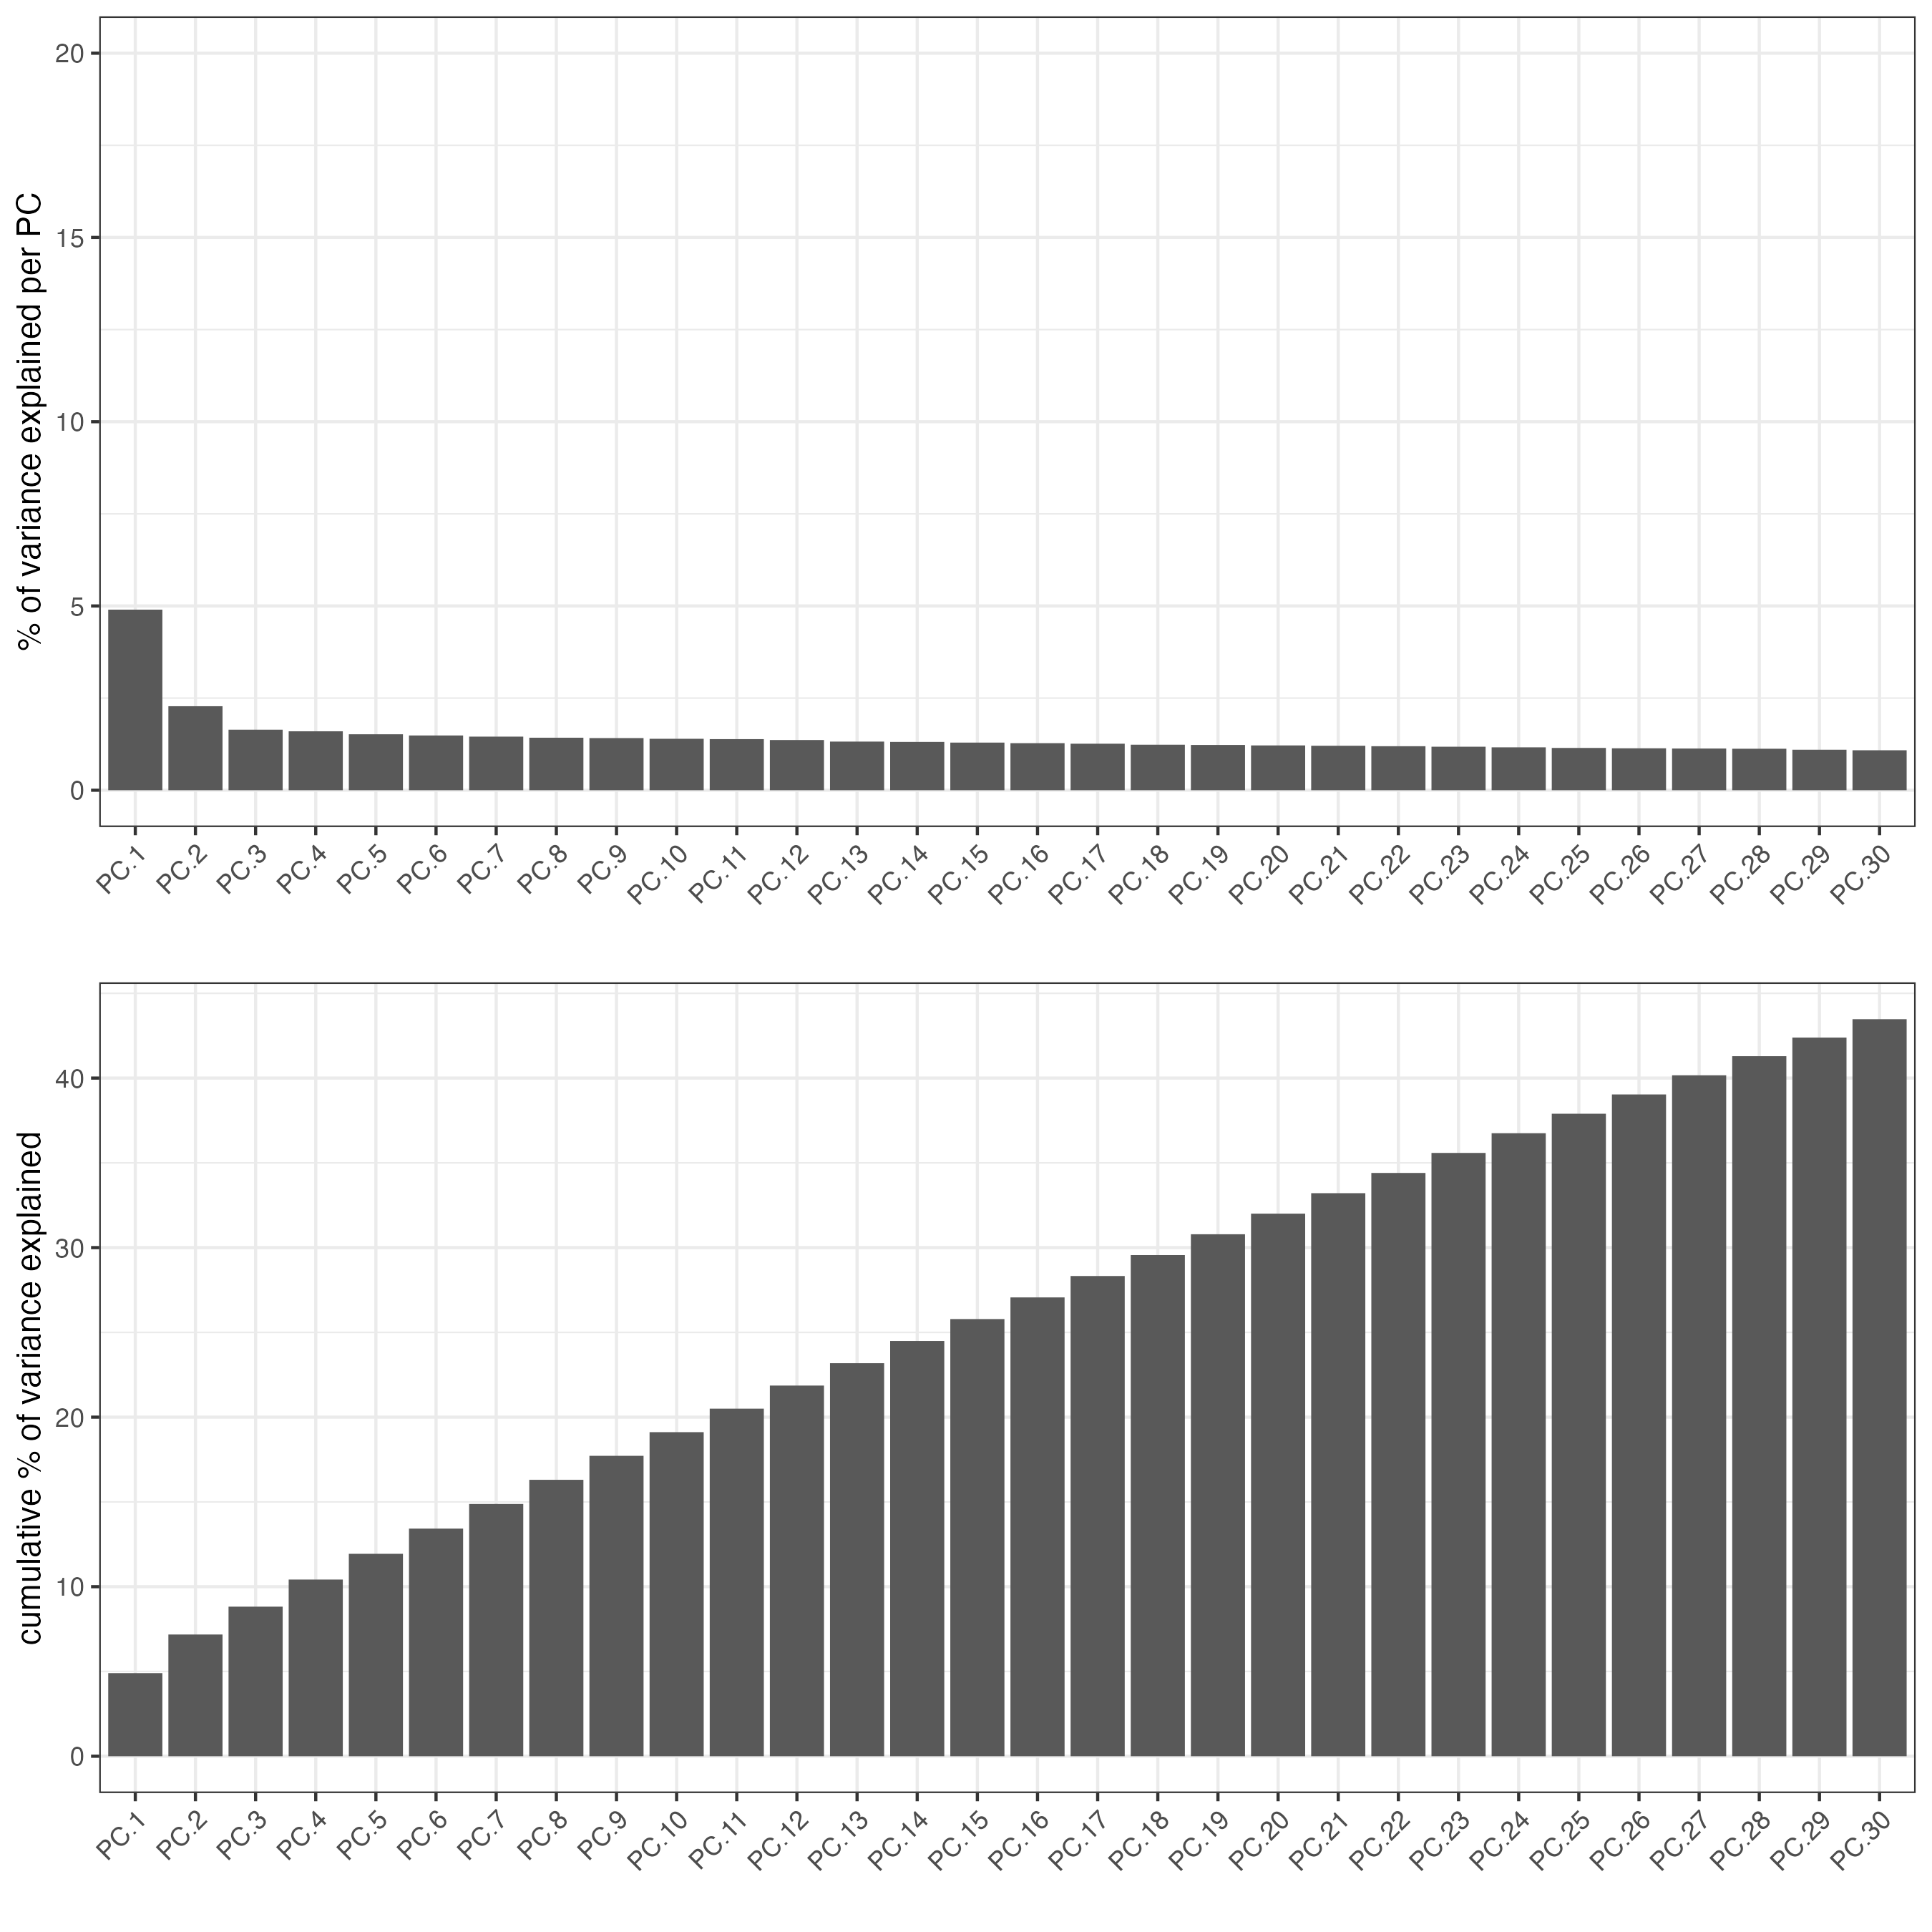 % of variance explained per PC
20
15
10
5
0
PC.1 PC.2 PC.3 PC.4 PC.5 PC.6 PC.7 PC.8 PC.9 PC.10 PC.11 PC.12 PC.13 PC.14 PC.15 PC.16 PC.17 PC.18 PC.19 PC.20 PC.21 PC.22 PC.23 PC.24 PC.25 PC.26 PC.27 PC.28 PC.29 PC.30
cumulative % of variance explained
40
30
20
10
0
PC.1 PC.2 PC.3 PC.4 PC.5 PC.6 PC.7 PC.8 PC.9 PC.10 PC.11 PC.12 PC.13 PC.14 PC.15 PC.16 PC.17 PC.18 PC.19 PC.20 PC.21 PC.22 PC.23 PC.24 PC.25 PC.26 PC.27 PC.28 PC.29 PC.30